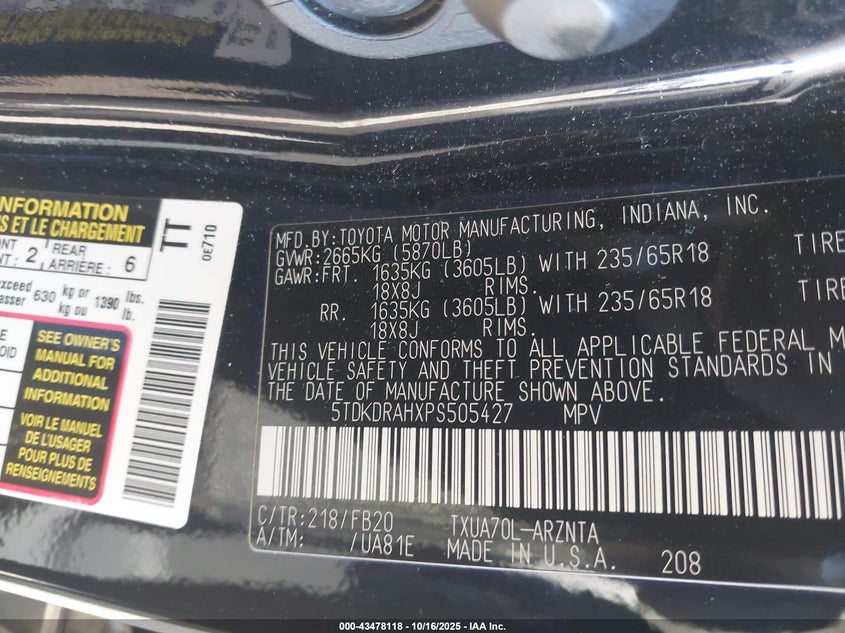 INFORMATION
S ET LE CHARGEMENT
NT 2 REAR 6
T: ARRIÈRE:
exceed 630 kg or 1390 lbs.
asser kg ou lb.
OID
SEE OWNER'S
MANUAL FOR
ADDITIONAL
INFORMATION
VOIR LE MANUEL
DE L'USAGER
POUR PLUS DE
RENSEIGNEMENTS
TT
0E710
MFD.BY:TOYOTA MOTOR MANUFACTURING, INDIANA, INC.
GVWR:2665KG (5870LB)
GAWR:FRT. 1635KG (3605LB) WITH 235/65R18 TIRE
18X8J RIMS.
RR. 1635KG (3605LB) WITH 235/65R18 TIRE
18X8J RIMS.
THIS VEHICLE CONFORMS TO ALL APPLICABLE FEDERAL M
VEHICLE SAFETY AND THEFT PREVENTION STANDARDS IN
THE DATE OF MANUFACTURE SHOWN ABOVE.
5TDKDRAHXPS505427 MPV
C/TR:218/FB20 TXUA70L-ARZNTA
A/TM: /UA81E MADE IN U.S.A. 208
000-43478118 - 10/16/2025 - IAA Inc.